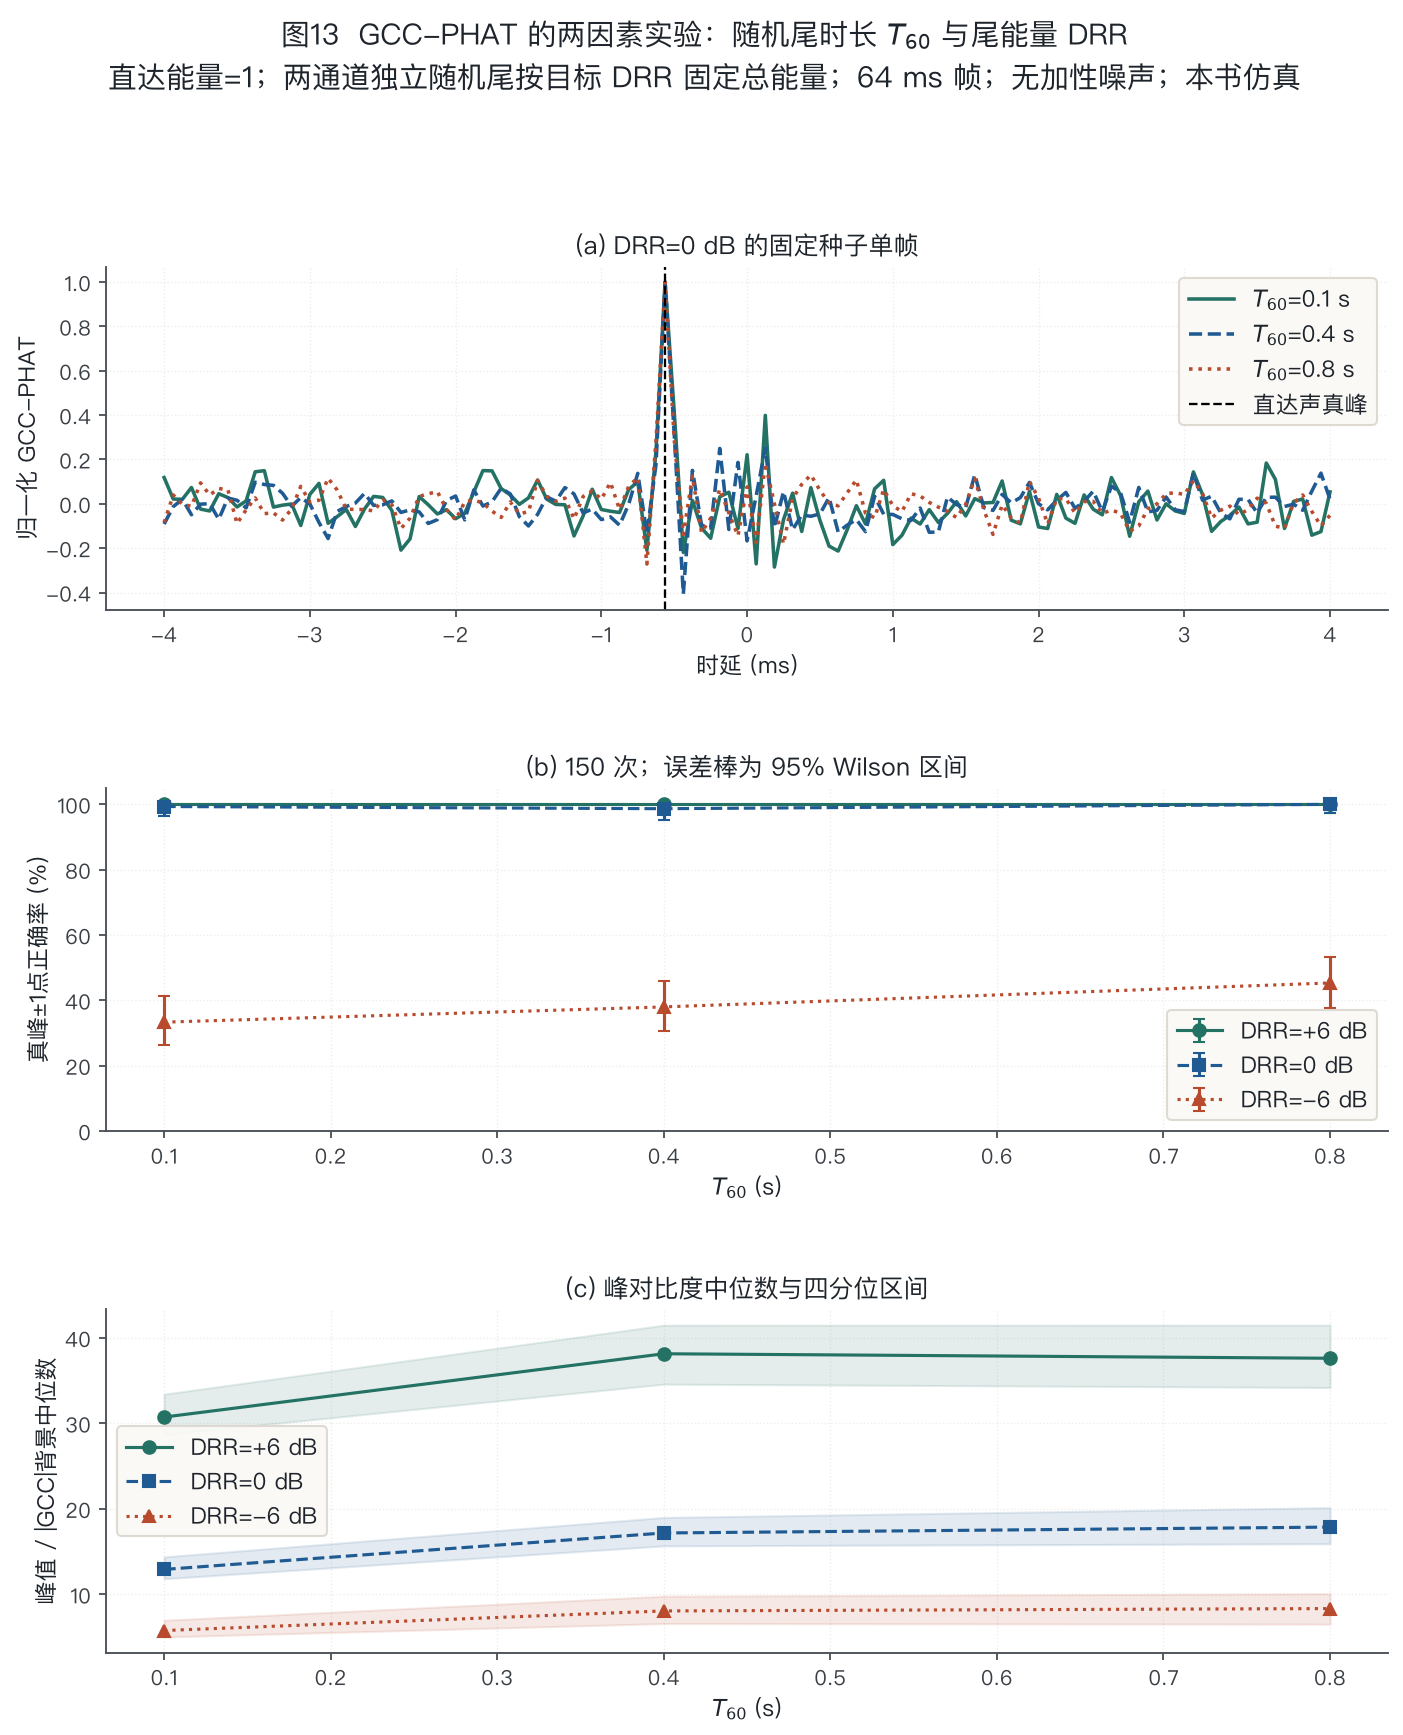 图13 GCC–PHAT 的两因素实验：随机尾时长 T60 与尾能量 DRR
直达能量=1；两通道独立随机尾按目标 DRR 固定总能量；64 ms 帧；无加性噪声；本书仿真
(a) DRR=0 dB 的固定种子单帧
归一化 GCC–PHAT
1.0
0.8
0.6
0.4
0.2
0.0
−0.2
−0.4
T60=0.1 s
T60=0.4 s
T60=0.8 s
直达声真峰
−4
−3
−2
−1
0
1
2
3
4
时延 (ms)
(b) 150 次；误差棒为 95% Wilson 区间
真峰±1点正确率 (%)
100
80
60
40
20
0
DRR=+6 dB
DRR=0 dB
DRR=−6 dB
0.1
0.2
0.3
0.4
0.5
0.6
0.7
0.8
T60 (s)
(c) 峰对比度中位数与四分位区间
峰值 / |GCC|背景中位数
40
30
20
10
DRR=+6 dB
DRR=0 dB
DRR=−6 dB
0.1
0.2
0.3
0.4
0.5
0.6
0.7
0.8
T60 (s)